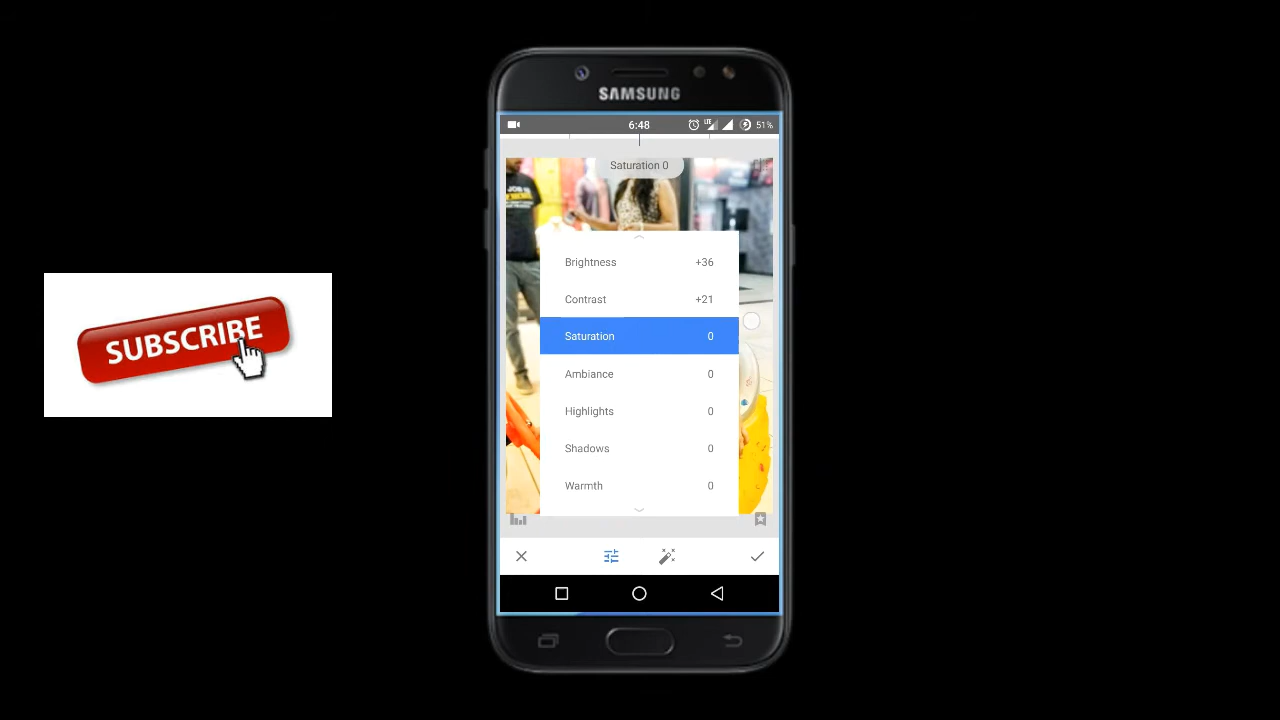 SAMSUNG
6:48
LTE
51%
Saturation 0
Brightness +36
Contrast +21
Saturation 0
Ambiance 0
Highlights 0
Shadows 0
Warmth 0
SUBSCRIBE